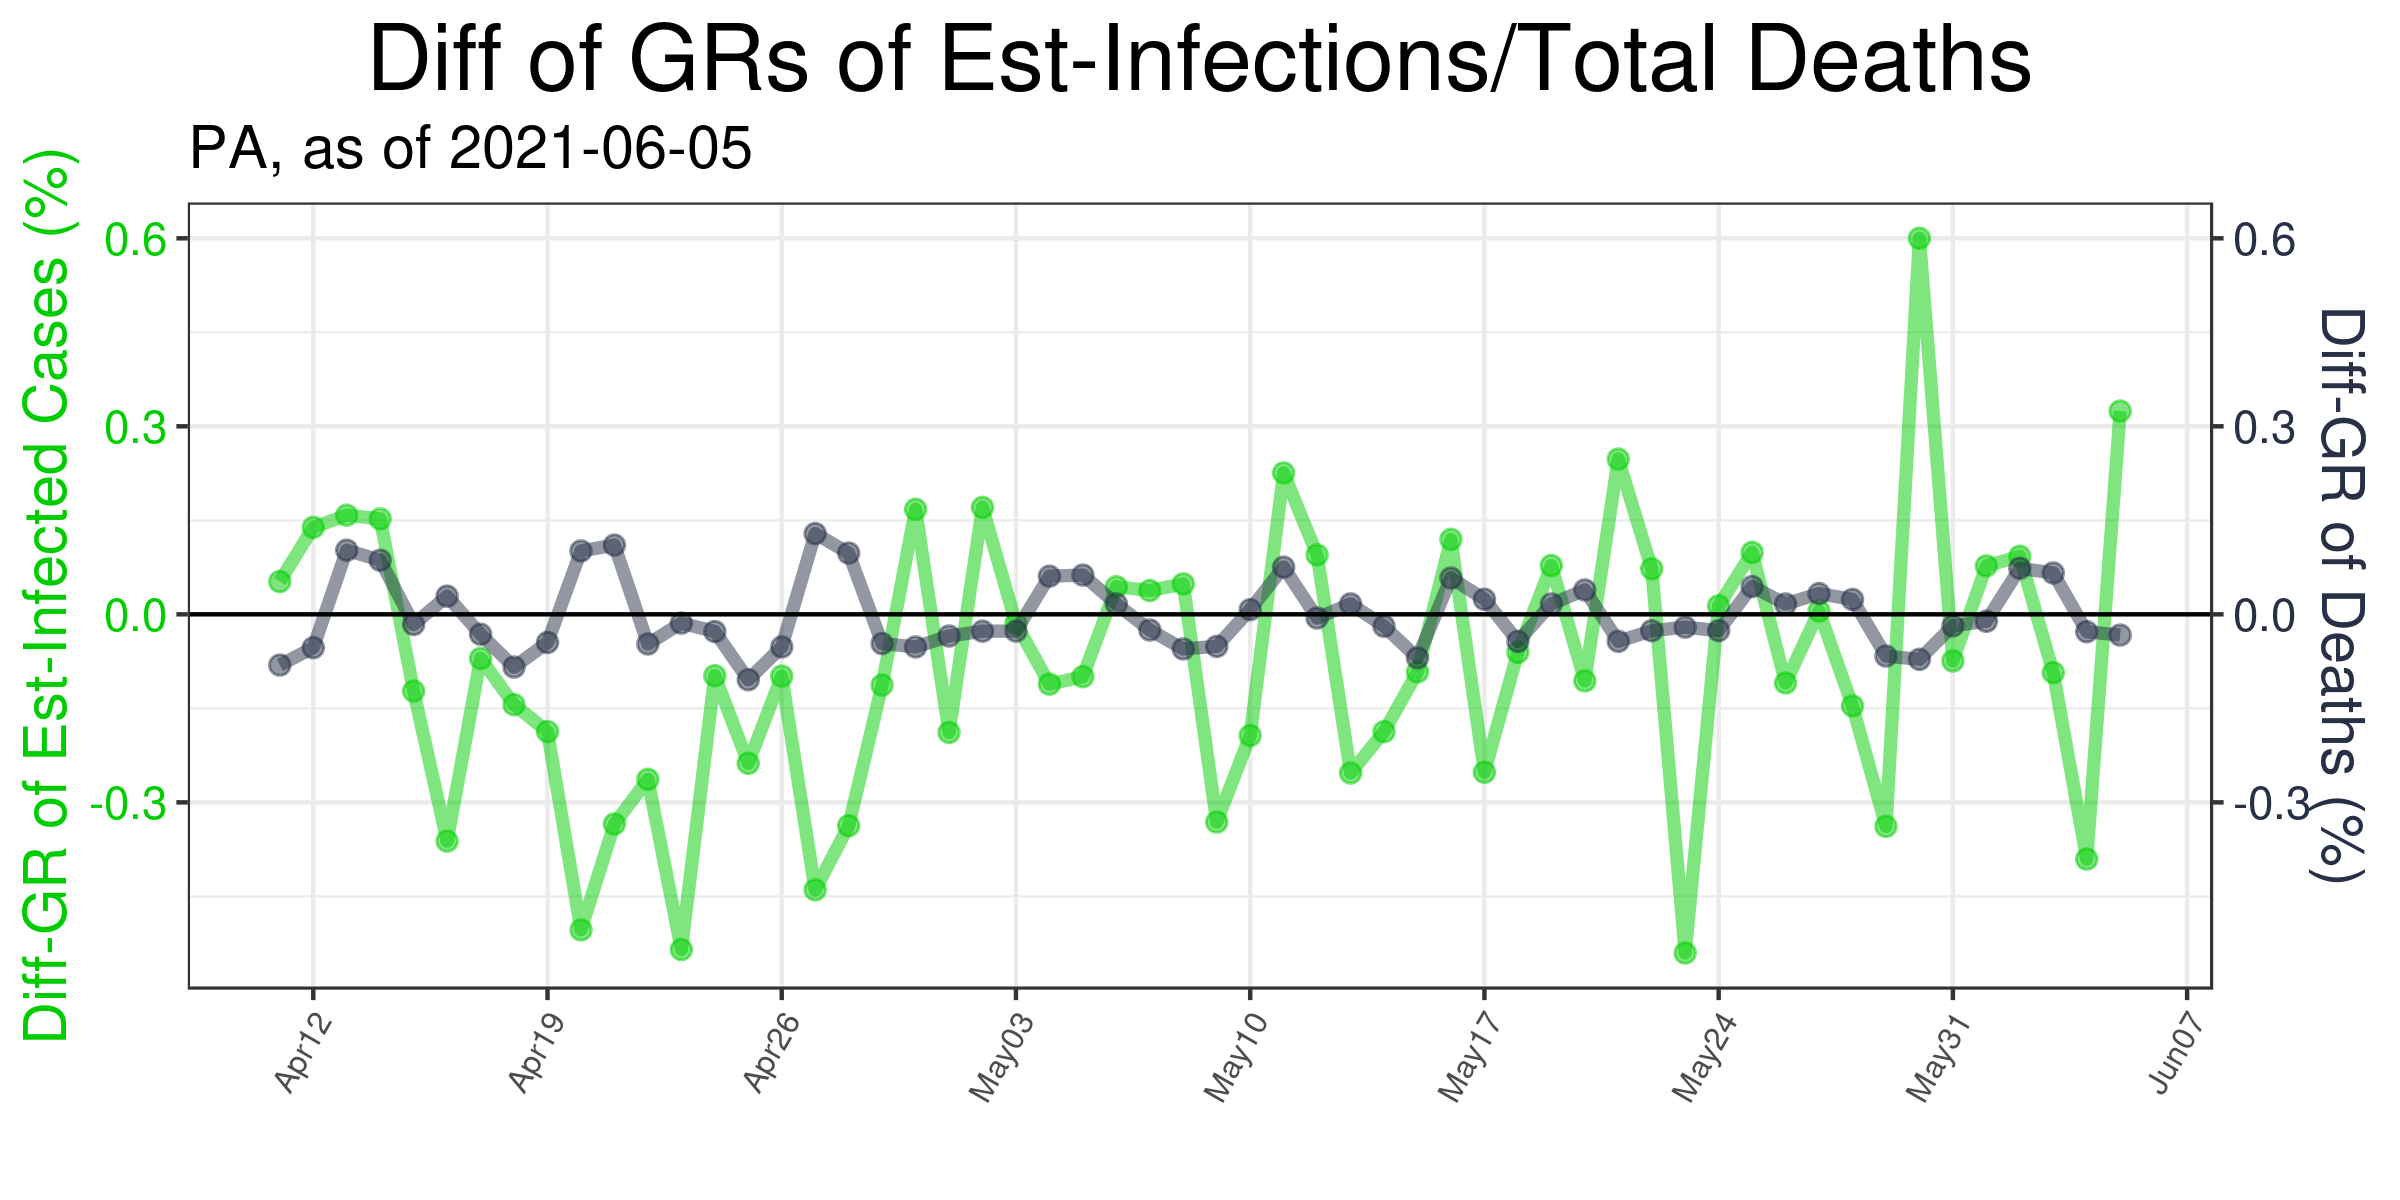 Diff of GRs of Est-Infections/Total Deaths
PA, as of 2021-06-05
Diff-GR of Est-Infected Cases (%)
0.6
0.3
0.0
-0.3
0.6
0.3
0.0
-0.3
Diff-GR of Deaths (%)
Apr12
Apr19
Apr26
May03
May10
May17
May24
May31
Jun07